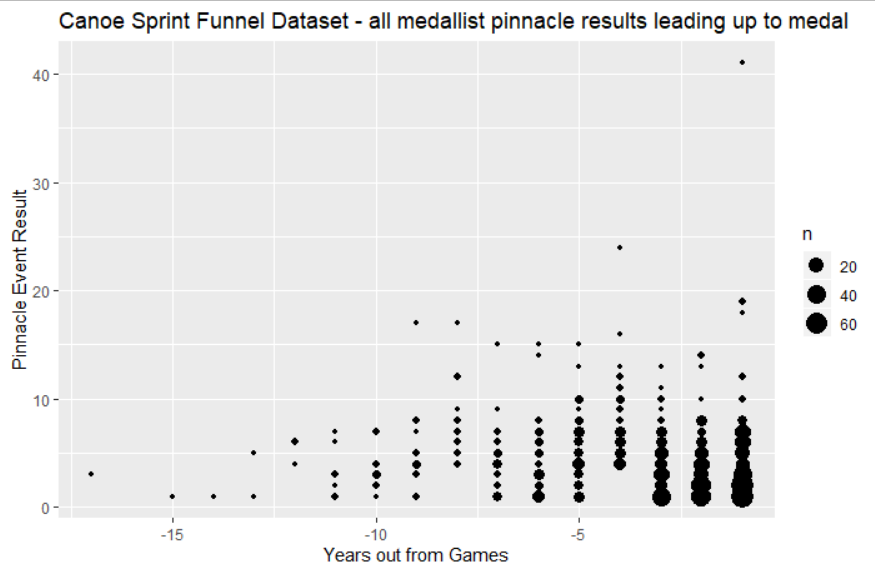 Canoe Sprint Funnel Dataset - all medallist pinnacle results leading up to medal
Pinnacle Event Result
40
30
20
10
0
-15
-10
-5
Years out from Games
n
20
40
60